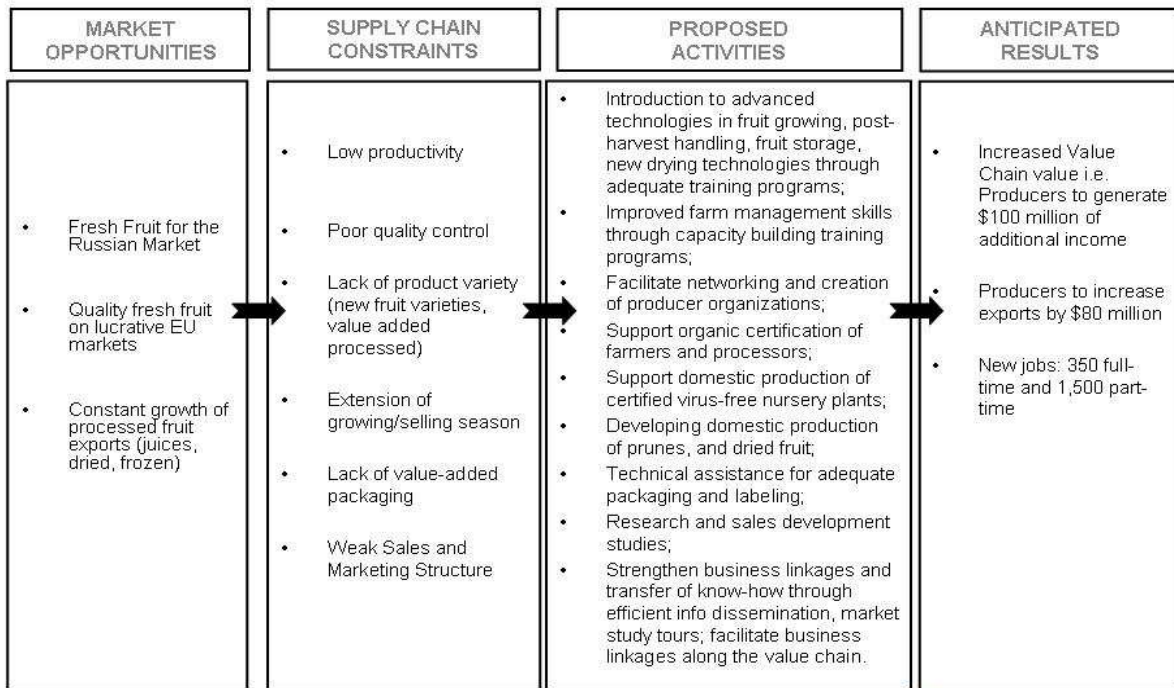 MARKET
OPPORTUNITIES
SUPPLY CHAIN
CONSTRAINTS
PROPOSED
ACTIVITIES
ANTICIPATED
RESULTS
• Fresh Fruit for the
Russian Market
• Quality fresh fruit
on lucrative EU
markets
• Constant growth of
processed fruit
exports (juices,
dried, frozen)
• Low productivity
• Poor quality control
• Lack of product variety
(new fruit varieties,
value added
processed)
• Extension of
growing/selling season
• Lack of value-added
packaging
• Weak Sales and
Marketing Structure
• Introduction to advanced
technologies in fruit growing, post-
harvest handling, fruit storage,
new drying technologies through
adequate training programs;
• Improved farm management skills
through capacity building training
programs;
• Facilitate networking and creation
of producer organizations;
• Support organic certification of
farmers and processors;
• Support domestic production of
certified virus-free nursery plants;
• Developing domestic production
of prunes, and dried fruit;
• Technical assistance for adequate
packaging and labeling;
• Research and sales development
studies;
• Strengthen business linkages and
transfer of know-how through
efficient info dissemination, market
study tours; facilitate business
linkages along the value chain.
• Increased Value
Chain value i.e.
Producers to generate
$100 million of
additional income
• Producers to increase
exports by $80 million
• New jobs: 350 full-
time and 1,500 part-
time